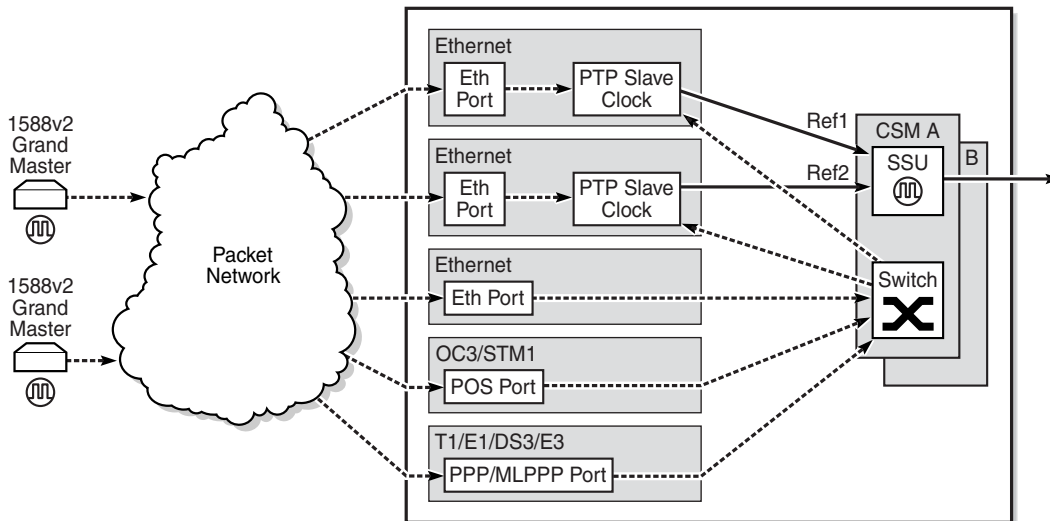 1588v2
Grand
Master
1588v2
Grand
Master
Packet
Network
Ethernet
Eth
Port
PTP Slave
Clock
Ethernet
Eth
Port
PTP Slave
Clock
Ethernet
Eth Port
OC3/STM1
POS Port
T1/E1/DS3/E3
PPP/MLPPP Port
Ref1
Ref2
CSM A
SSU
B
Switch